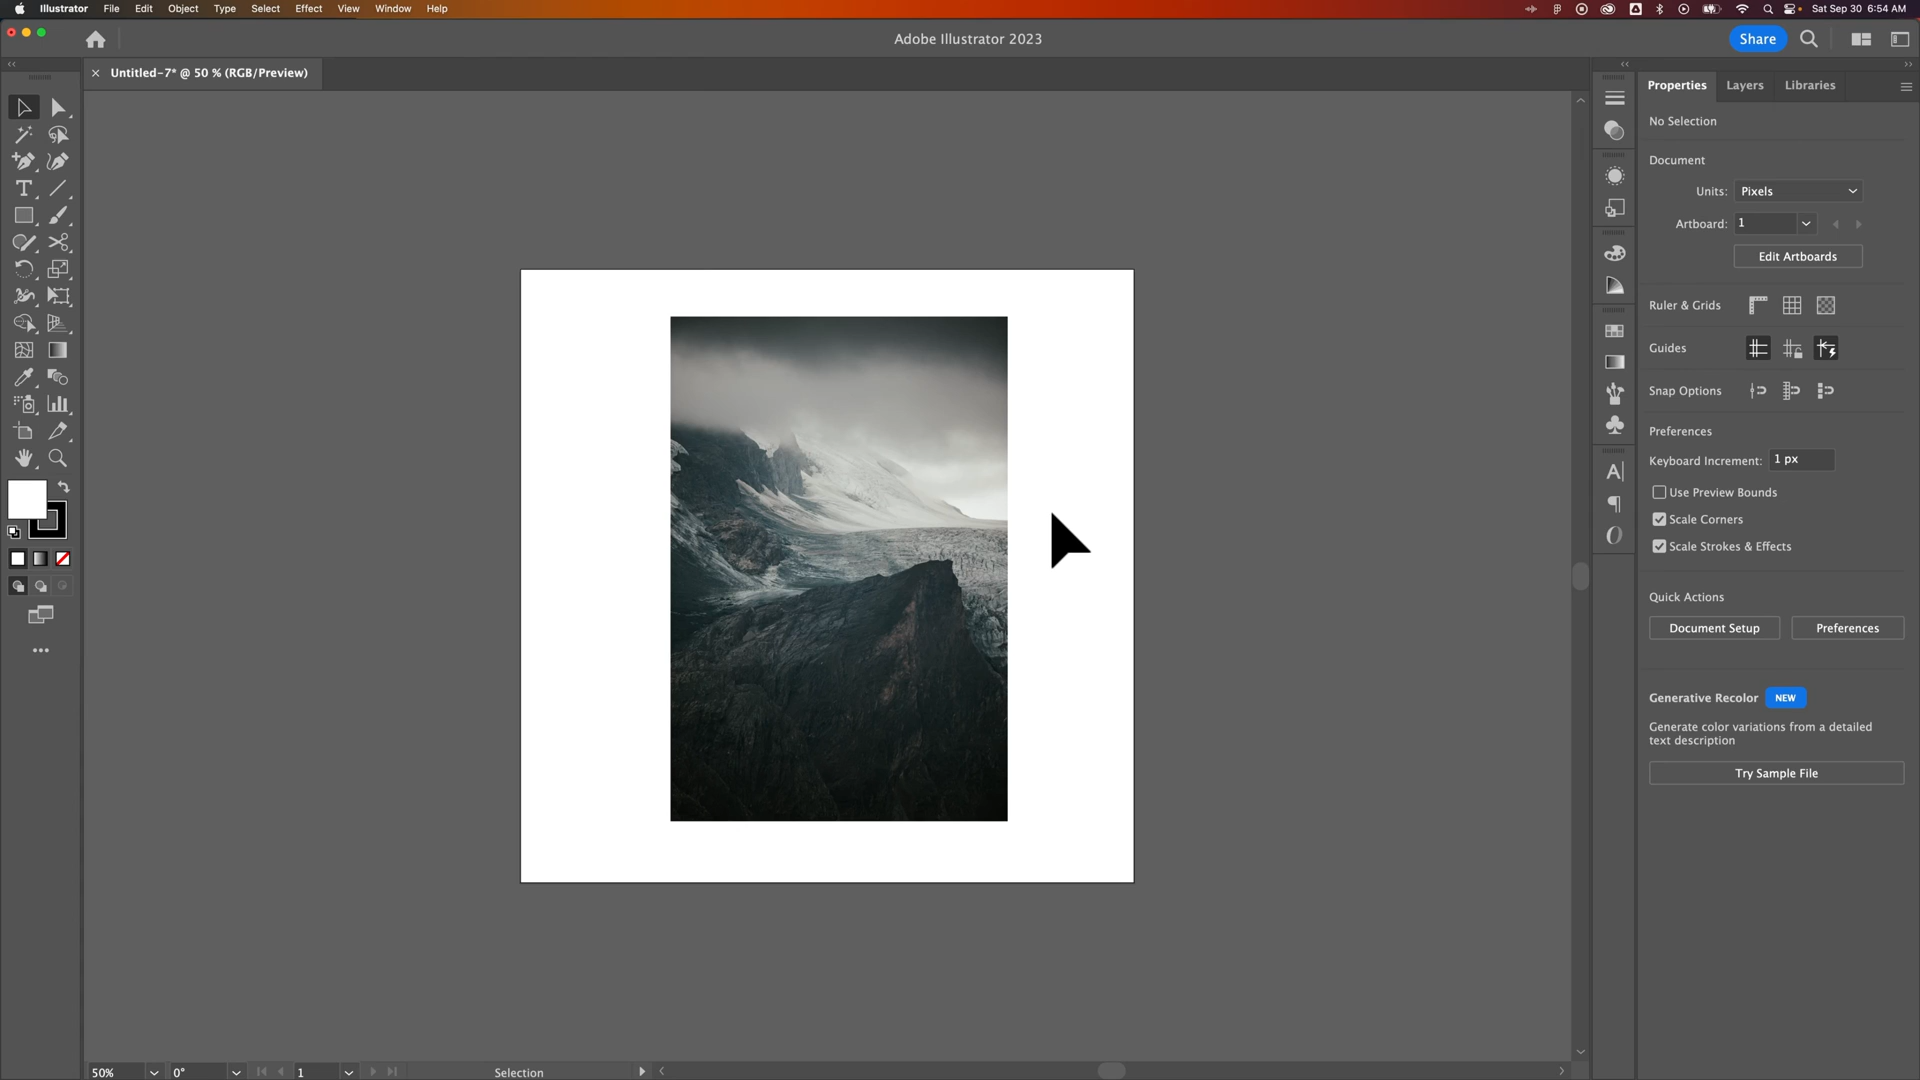 Illustrator File Edit Object Type Select Effect View Window Help
Sat Sep 30 6:54 AM
Adobe Illustrator 2023
Share
Untitled-7* @ 50 % (RGB/Preview)
Properties Layers Libraries
No Selection
Document
Units: Pixels
Artboard: 1
Edit Artboards
Ruler & Grids
Guides
Snap Options
Preferences
Keyboard Increment: 1 px
Use Preview Bounds
Scale Corners
Scale Strokes & Effects
Quick Actions
Document Setup Preferences
Generative Recolor NEW
Generate color variations from a detailed
text description
Try Sample File
50% 0° 1 Selection